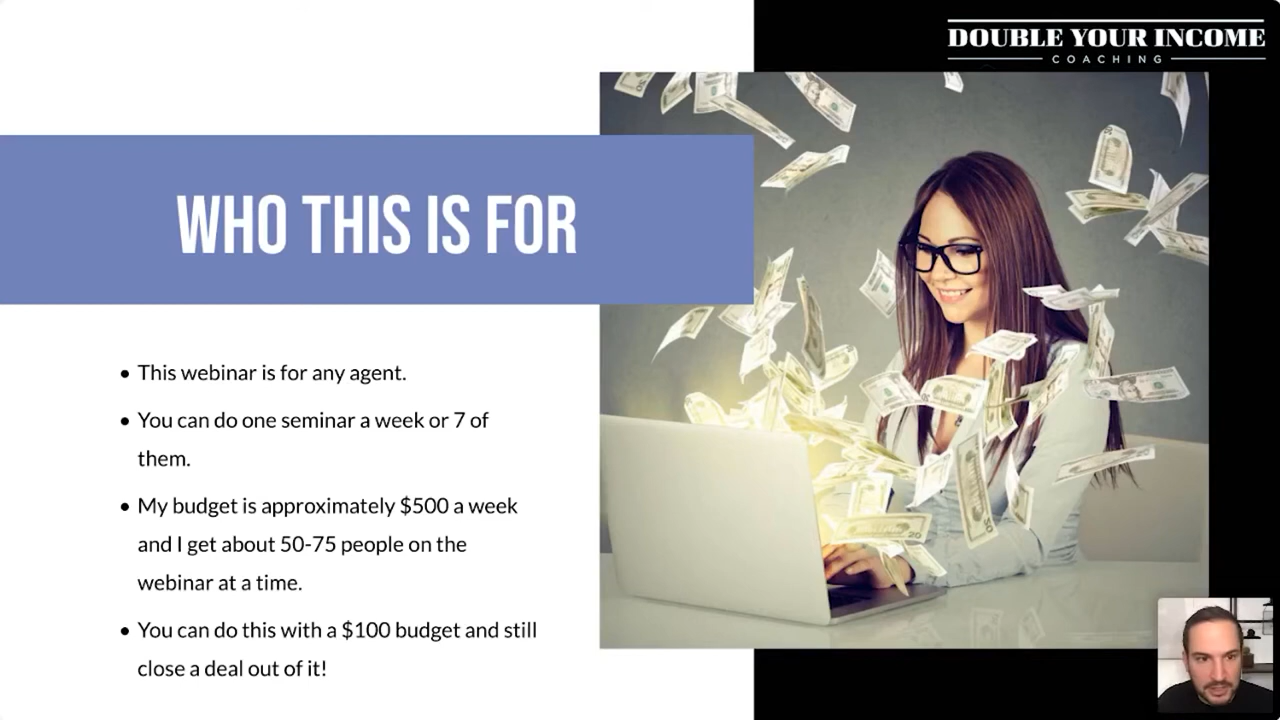 DOUBLE YOUR INCOME
COACHING
WHO THIS IS FOR
• This webinar is for any agent.
• You can do one seminar a week or 7 of
them.
• My budget is approximately $500 a week
and I get about 50-75 people on the
webinar at a time.
• You can do this with a $100 budget and still
close a deal out of it!